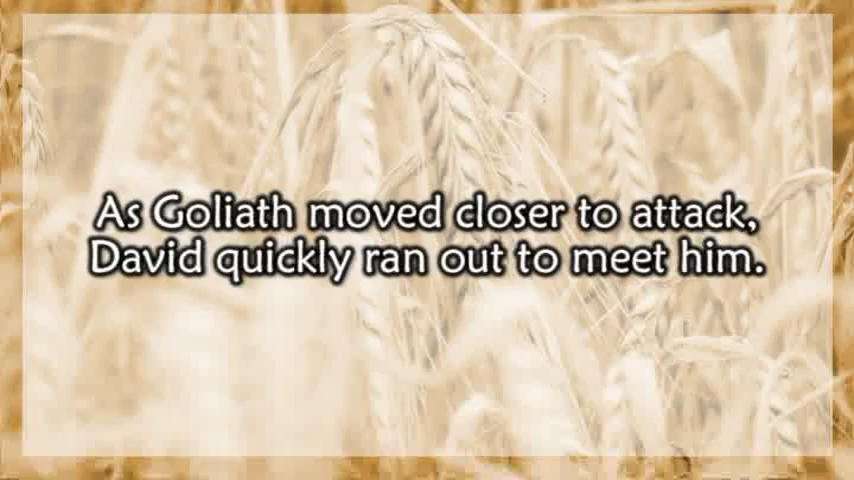 As Goliath moved closer to attack,
David quickly ran out to meet him.